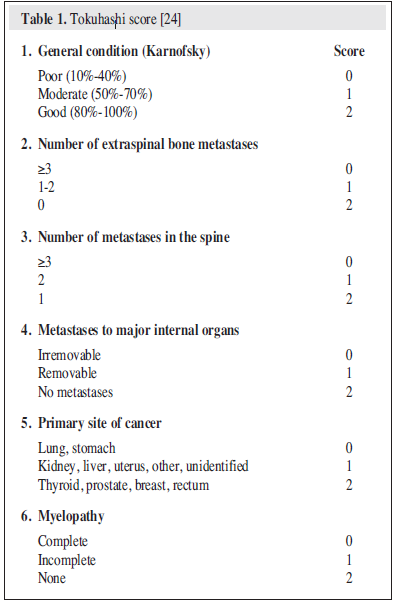 Table 1. Tokuhashi score [24]
1. General condition (Karnofsky) Score
Poor (10%-40%) 0
Moderate (50%-70%) 1
Good (80%-100%) 2
2. Number of extraspinal bone metastases
≥3 0
1-2 1
0 2
3. Number of metastases in the spine
≥3 0
2 1
1 2
4. Metastases to major internal organs
Irremovable 0
Removable 1
No metastases 2
5. Primary site of cancer
Lung, stomach 0
Kidney, liver, uterus, other, unidentified 1
Thyroid, prostate, breast, rectum 2
6. Myelopathy
Complete 0
Incomplete 1
None 2